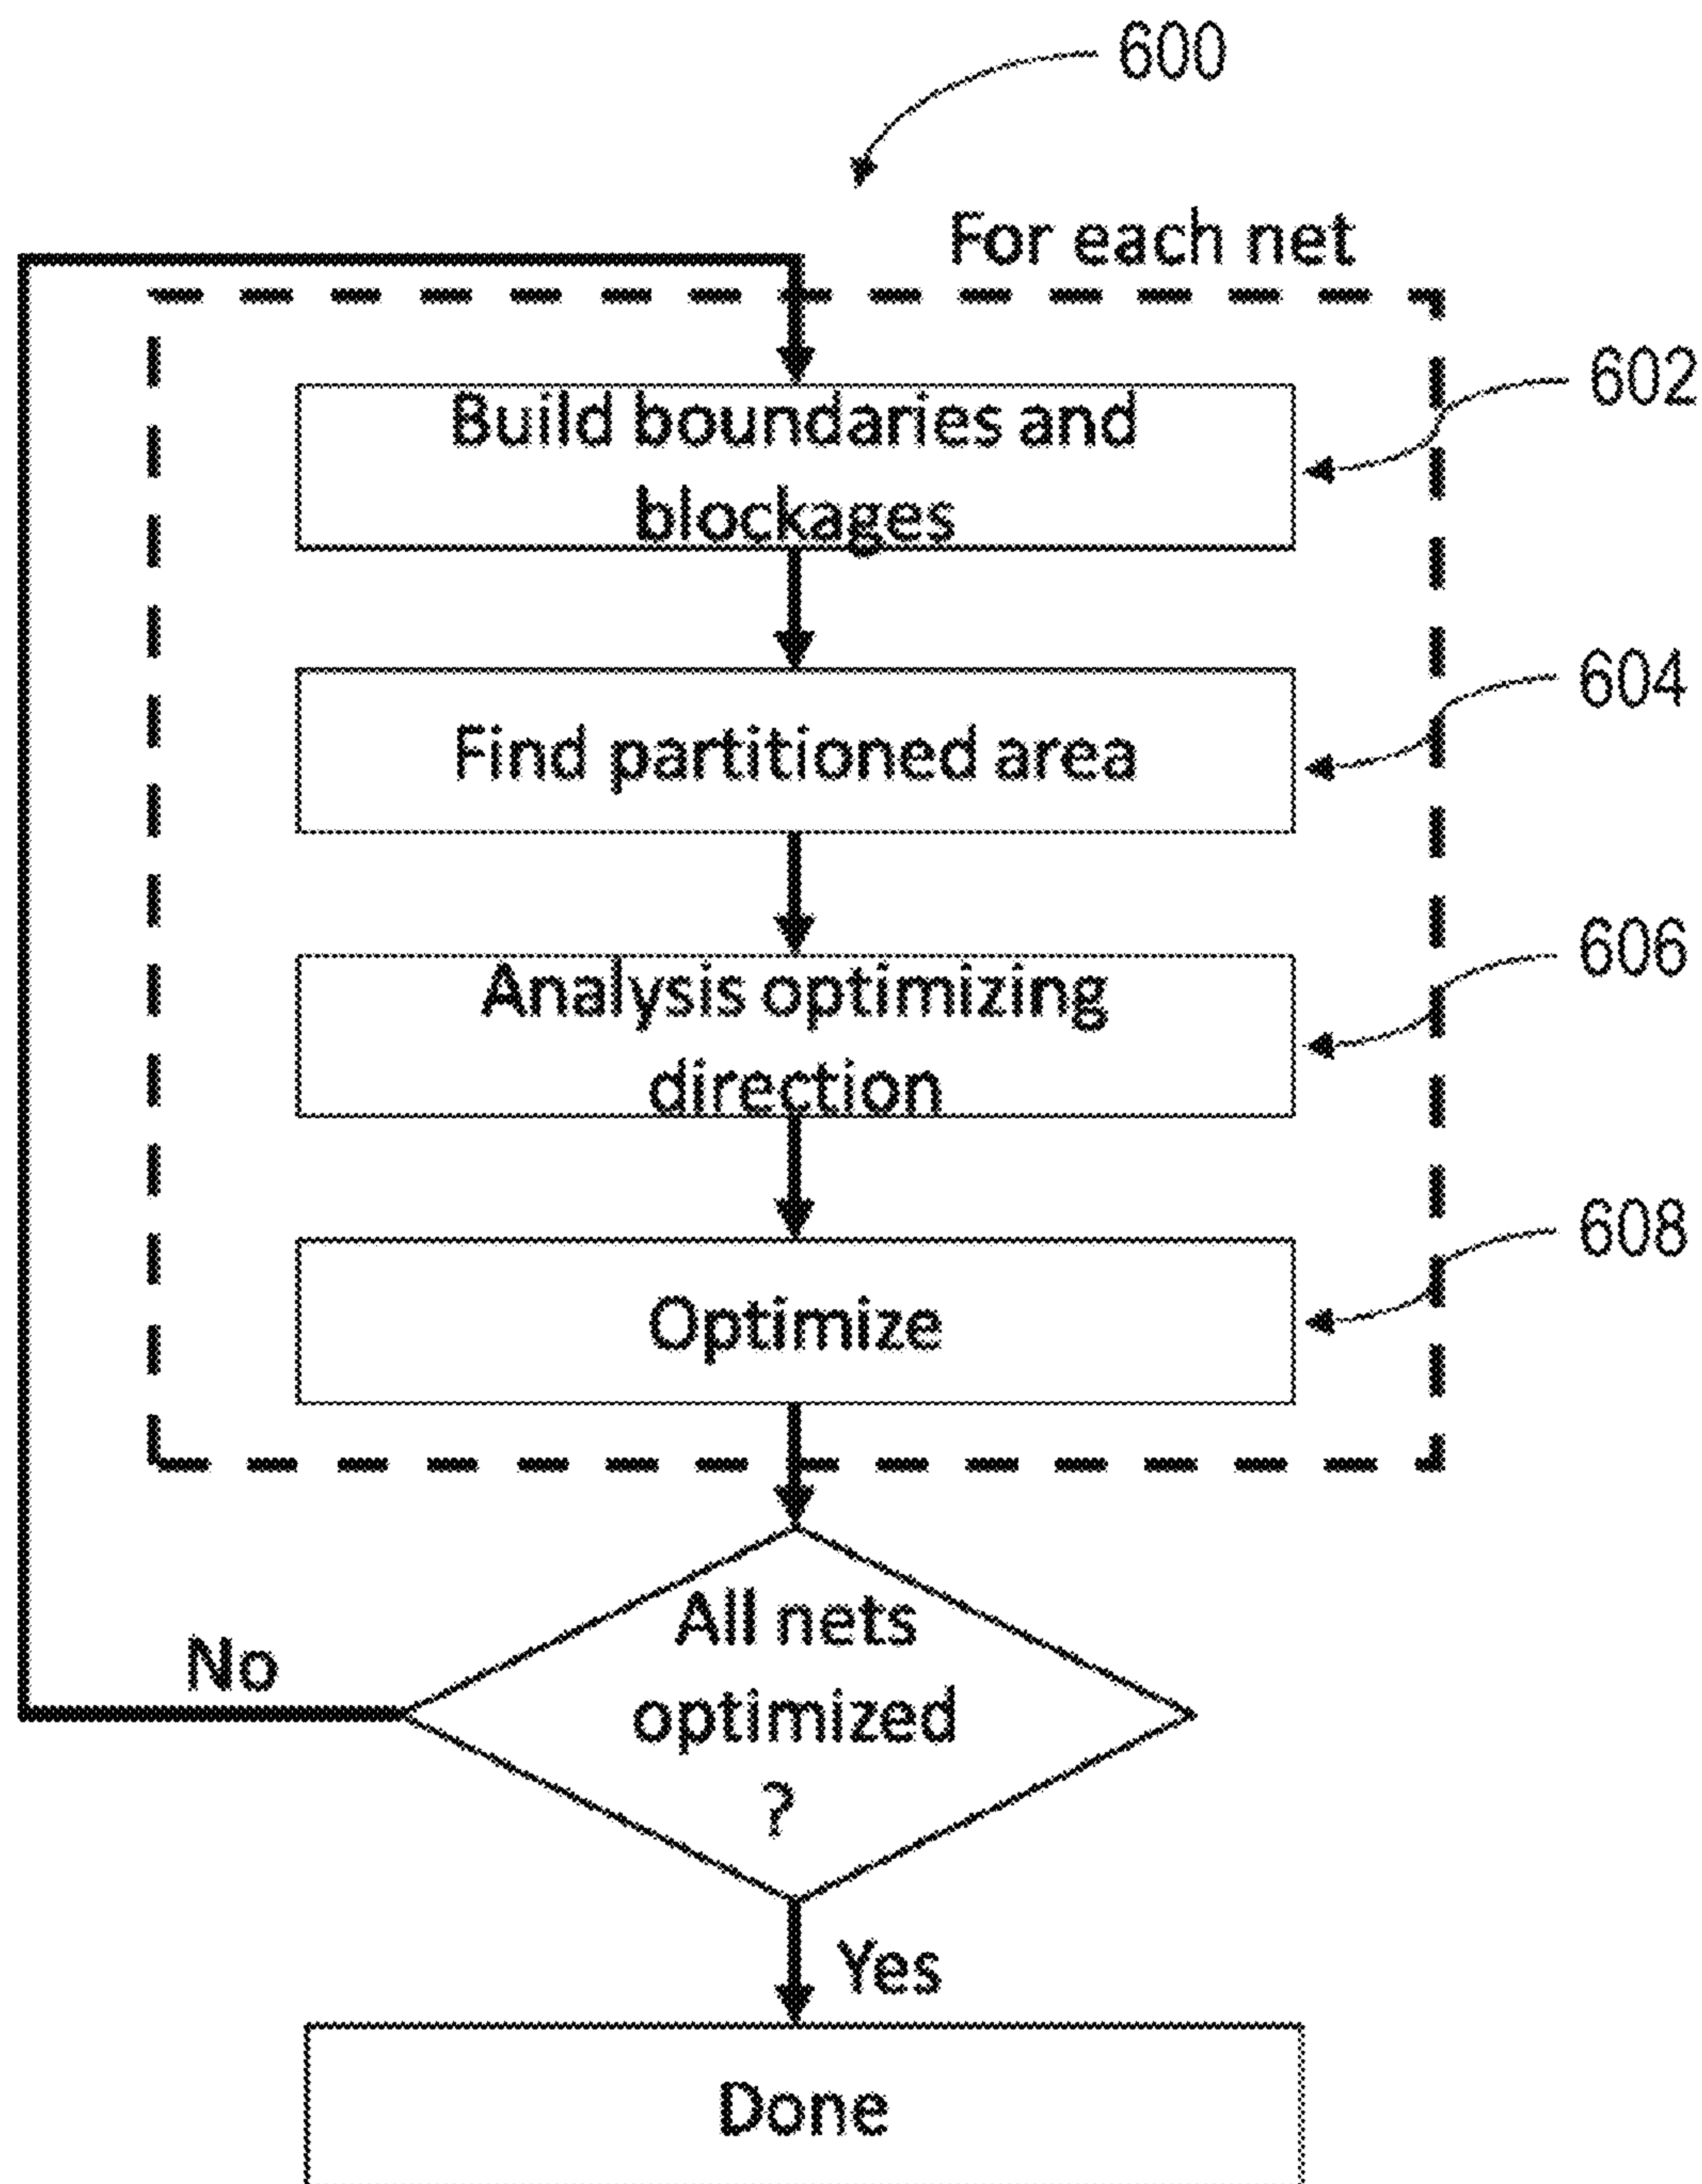 600
For each net
Build boundaries and
blockages
602
Find partitioned area
604
Analysis optimizing
direction
606
Optimize
608
All nets
optimized
?
No
Yes
Done